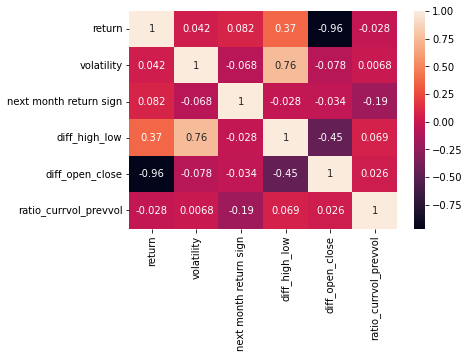 return
volatility
next month return sign
diff_high_low
diff_open_close
ratio_currvol_prevvol
1 0.042 0.082 0.37 -0.96 -0.028
0.042 1 -0.068 0.76 -0.078 0.0068
0.082 -0.068 1 -0.028 -0.034 -0.19
0.37 0.76 -0.028 1 -0.45 0.069
-0.96 -0.078 -0.034 -0.45 1 0.026
-0.028 0.0068 -0.19 0.069 0.026 1
return
volatility
next month return sign
diff_high_low
diff_open_close
ratio_currvol_prevvol
1.00
0.75
0.50
0.25
0.00
-0.25
-0.50
-0.75